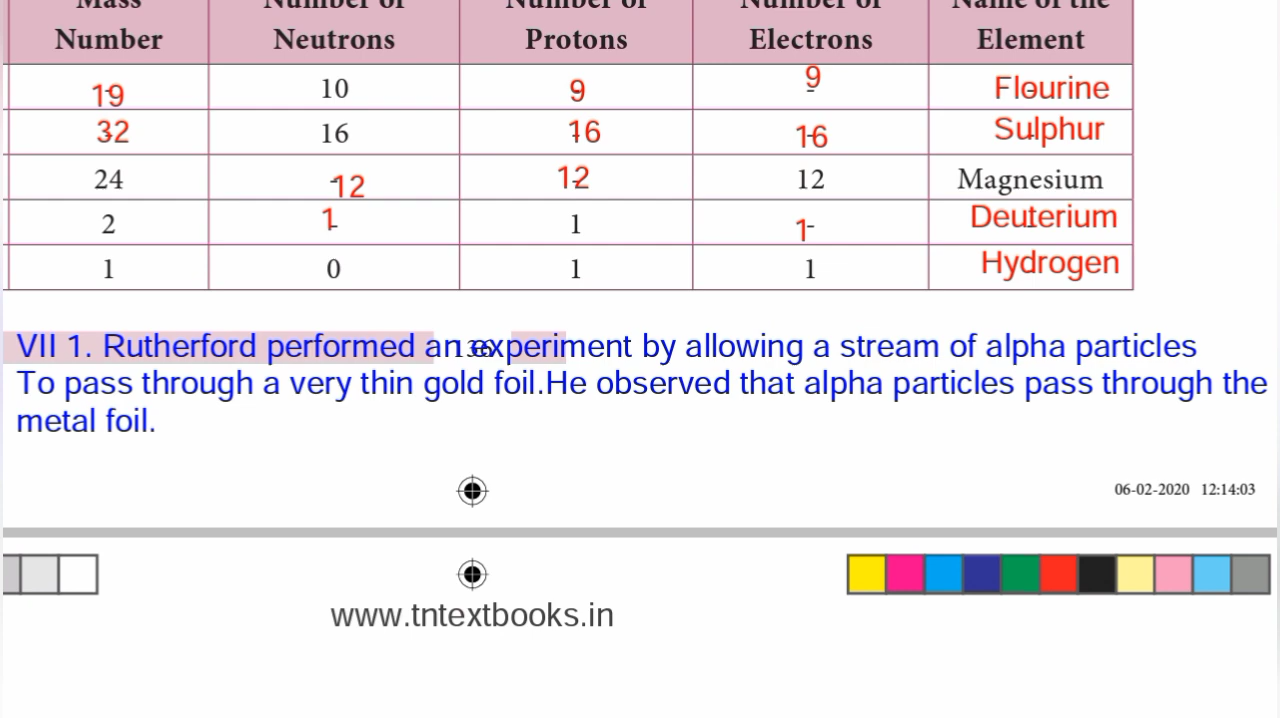 Mass Number of Number of Number of Name of the
Number Neutrons Protons Electrons Element
19 10 9 9 Flourine
32 16 16 16 Sulphur
24 12 12 12 Magnesium
2 1 1 1 Deuterium
1 0 1 1 Hydrogen
VII 1. Rutherford performed an experiment by allowing a stream of alpha particles
To pass through a very thin gold foil.He observed that alpha particles pass through the
metal foil.
06-02-2020 12:14:03
www.tntextbooks.in